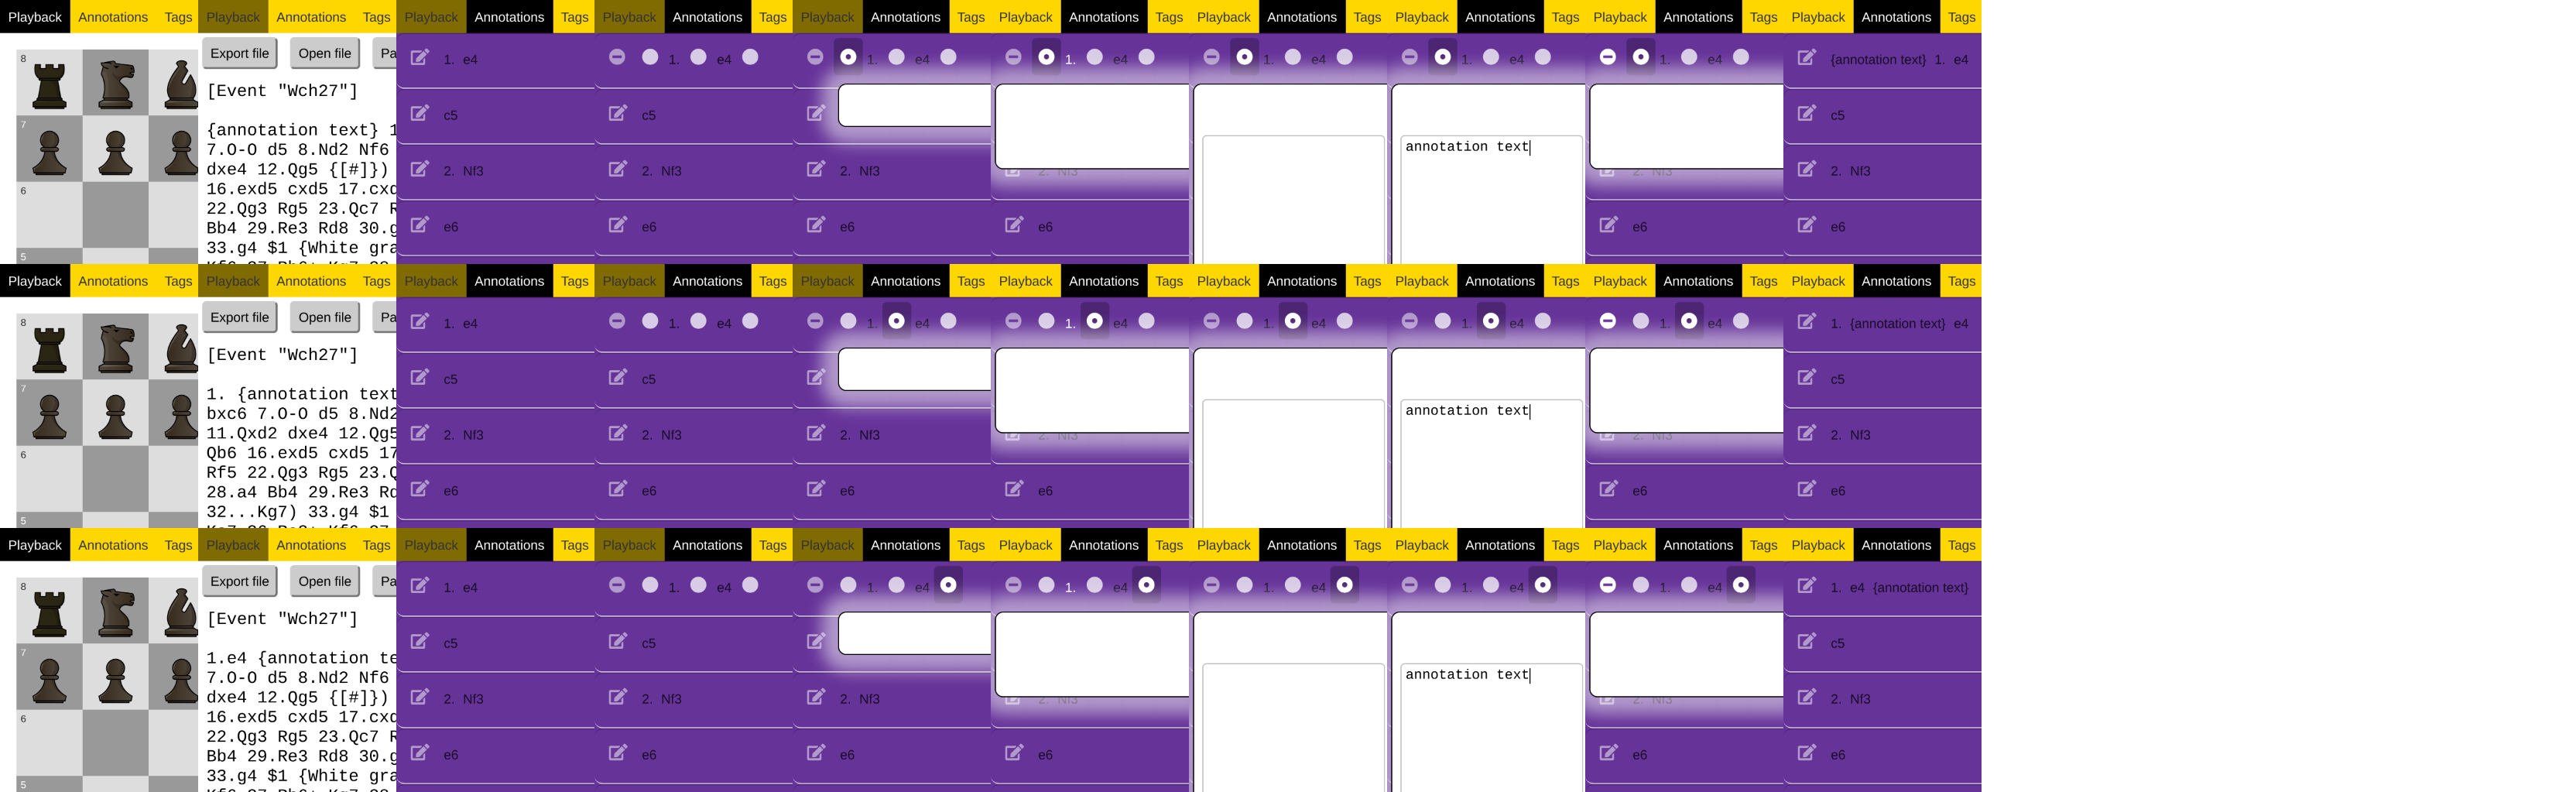 Playback Annotations Tags Playback Annotations Tags Playback Annotations Tags Playback Annotations Tags Playback Annotations Tags Playback Annotations Tags Playback Annotations Tags Playback Annotations Tags Playback Annotations Tags Playback Annotations Tags
8 Export file Open file Pa 1. e4 1. e4 1. e4 1. 1. e4 1. e4 1. e4 {annotation text} 1. e4
[Event "Wch27"]
7 {annotation text} 1 c5 c5 c5
7.O-O d5 8.Nd2 Nf6 annotation text
dxe4 12.Qg5 {[#]}) 2. Nf3 2. Nf3 2. Nf3 2. Nf3 2. Nf3 2. Nf3
6 16.exd5 cxd5 17.cxd
22.Qg3 Rg5 23.Qc7 R
Bb4 29.Re3 Rd8 30.g e6 e6 e6 e6 e6 e6
33.g4 $1 {White gra
5
Playback Annotations Tags Playback Annotations Tags Playback Annotations Tags Playback Annotations Tags Playback Annotations Tags Playback Annotations Tags Playback Annotations Tags Playback Annotations Tags Playback Annotations Tags Playback Annotations Tags
8 Export file Open file Pa 1. e4 1. e4 1. e4 1. e4 1. e4 1. e4 1. e4 1. {annotation text} e4
[Event "Wch27"]
7 1. {annotation text c5 c5 c5
bxc6 7.O-O d5 8.Nd2 annotation text
11.Qxd2 dxe4 12.Qg5 2. Nf3 2. Nf3 2. Nf3 2. Nf3 2. Nf3 2. Nf3
6 Qb6 16.exd5 cxd5 17
Rf5 22.Qg3 Rg5 23.Q
28.a4 Bb4 29.Re3 Rd e6 e6 e6 e6 e6 e6
32...Kg7) 33.g4 $1
5
Playback Annotations Tags Playback Annotations Tags Playback Annotations Tags Playback Annotations Tags Playback Annotations Tags Playback Annotations Tags Playback Annotations Tags Playback Annotations Tags Playback Annotations Tags Playback Annotations Tags
8 Export file Open file Pa 1. e4 1. e4 1. e4 1. e4 1. e4 1. e4 1. e4 1. e4 {annotation text}
[Event "Wch27"]
7 1.e4 {annotation te c5 c5 c5
7.O-O d5 8.Nd2 Nf6 annotation text
dxe4 12.Qg5 {[#]}) 2. Nf3 2. Nf3 2. Nf3 2. Nf3 2. Nf3 2. Nf3
6 16.exd5 cxd5 17.cxd
22.Qg3 Rg5 23.Qc7 R
Bb4 29.Re3 Rd8 30.g e6 e6 e6 e6 e6 e6
33.g4 $1 {White gra
5